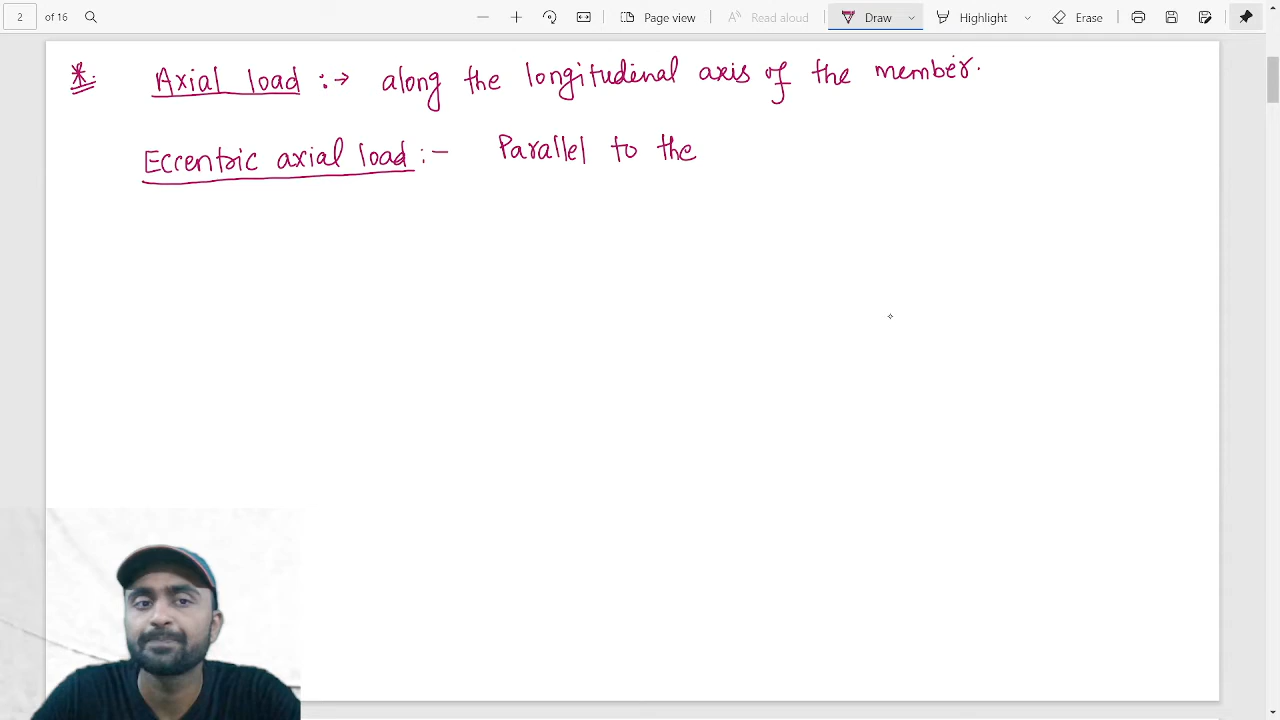 2 of 16 Page view Read aloud Draw Highlight Erase
* Axial load :→ along the longitudinal axis of the member.
Eccentric axial load :- Parallel to the